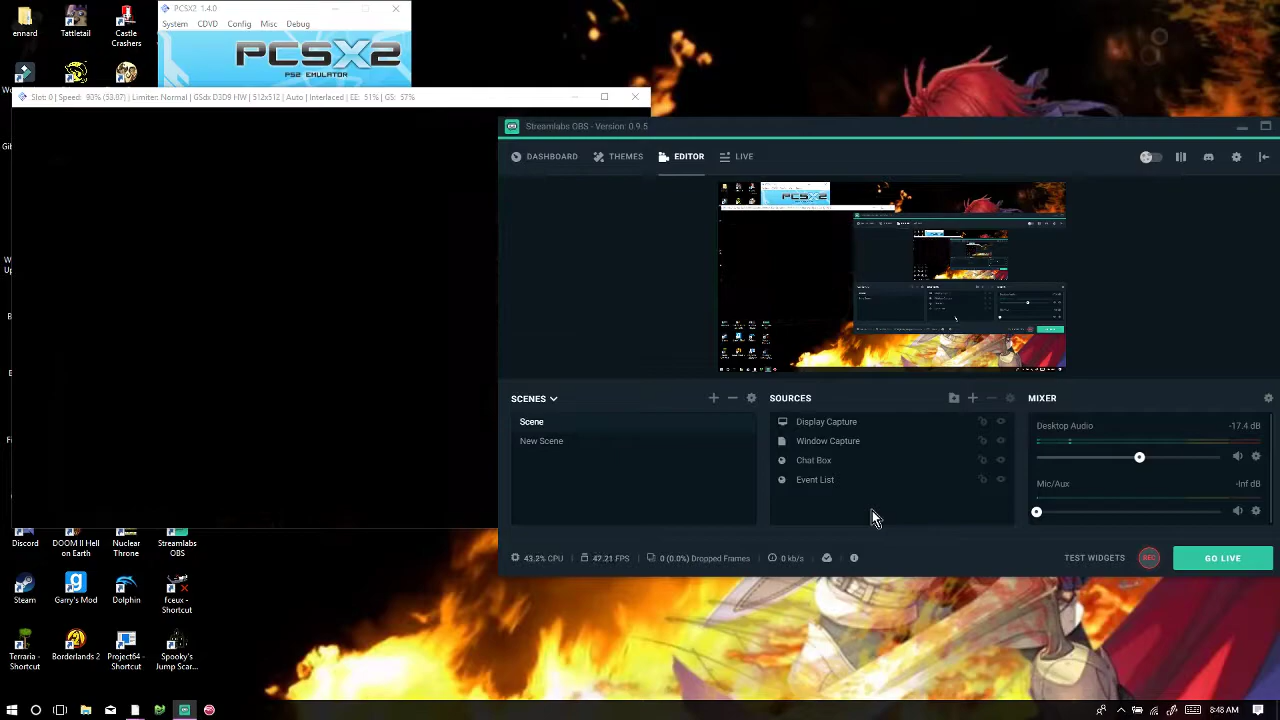 ennard
Tattletail
Castle
Crashers
PCSX2 1.4.0
System CDVD Config Misc Debug
PCSX2
PS2 EMULATOR
Slot: 0 | Speed: 90% (53.87) | Limiter: Normal | GSdx D3D9 HW | 512x512 | Auto | Interlaced | EE: 51% | GS: 57%
Streamlabs OBS - Version: 0.9.5
DASHBOARD THEMES EDITOR LIVE
SCENES
Scene
New Scene
SOURCES
Display Capture
Window Capture
Chat Box
Event List
MIXER
Desktop Audio -17.4 dB
Mic/Aux -Inf dB
43.2% CPU 47.21 FPS 0 (0.0%) Dropped Frames 0 kb/s
TEST WIDGETS REC GO LIVE
Discord
DOOM II Hell
on Earth
Nuclear
Throne
Streamlabs
OBS
Steam
Garry's Mod
Dolphin
fceux -
Shortcut
Terraria -
Shortcut
Borderlands 2
Project64 -
Shortcut
Spooky's
Jump Scar...
8:48 AM